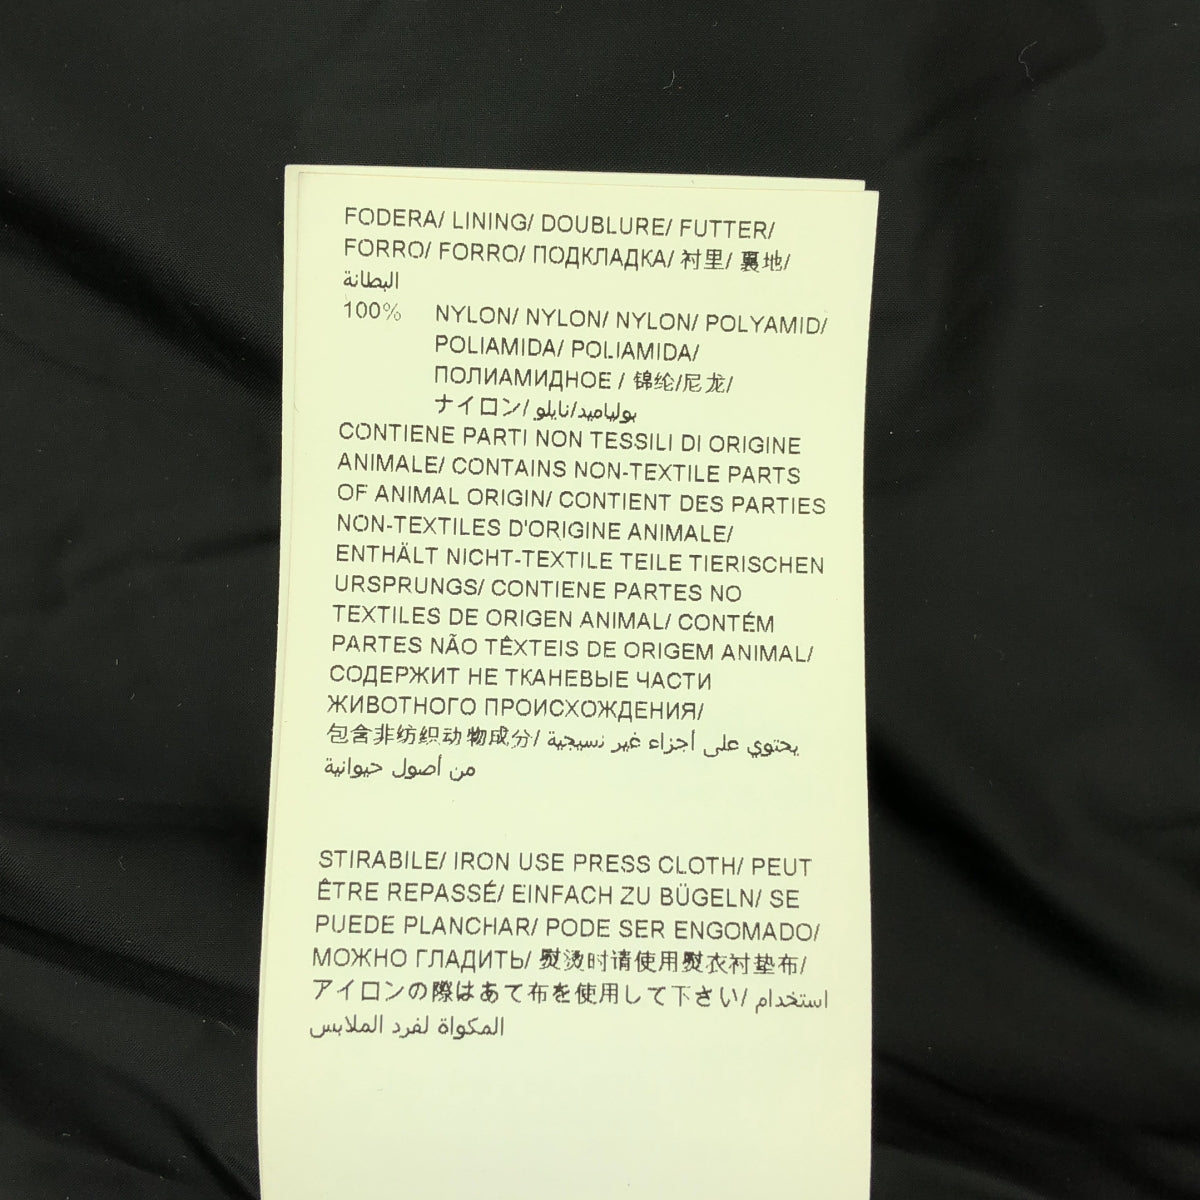 FODERA/ LINING/ DOUBLURE/ FUTTER/
FORRO/ FORRO/ ПОДКЛАДКА/ 衬里/ 裏地/
البطانة
100% NYLON/ NYLON/ NYLON/ POLYAMID/
POLIAMIDA/ POLIAMIDA/
ПОЛИАМИДНОЕ / 锦纶/尼龙/
ナイロン/ بولياميد/نايلو
CONTIENE PARTI NON TESSILI DI ORIGINE
ANIMALE/ CONTAINS NON-TEXTILE PARTS
OF ANIMAL ORIGIN/ CONTIENT DES PARTIES
NON-TEXTILES D'ORIGINE ANIMALE/
ENTHÄLT NICHT-TEXTILE TEILE TIERISCHEN
URSPRUNGS/ CONTIENE PARTES NO
TEXTILES DE ORIGEN ANIMAL/ CONTÉM
PARTES NÃO TÊXTEIS DE ORIGEM ANIMAL/
СОДЕРЖИТ НЕ ТКАНЕВЫЕ ЧАСТИ
ЖИВОТНОГО ПРОИСХОЖДЕНИЯ/
包含非纺织动物成分/ يحتوي على أجزاء غير نسيجية
من أصول حيوانية
STIRABILE/ IRON USE PRESS CLOTH/ PEUT
ÊTRE REPASSÉ/ EINFACH ZU BÜGELN/ SE
PUEDE PLANCHAR/ PODE SER ENGOMADO/
МОЖНО ГЛАДИТЬ/ 熨烫时请使用熨衣衬垫布/
アイロンの際はあて布を使用して下さい/ استخدام
المكواة لفرد الملابس